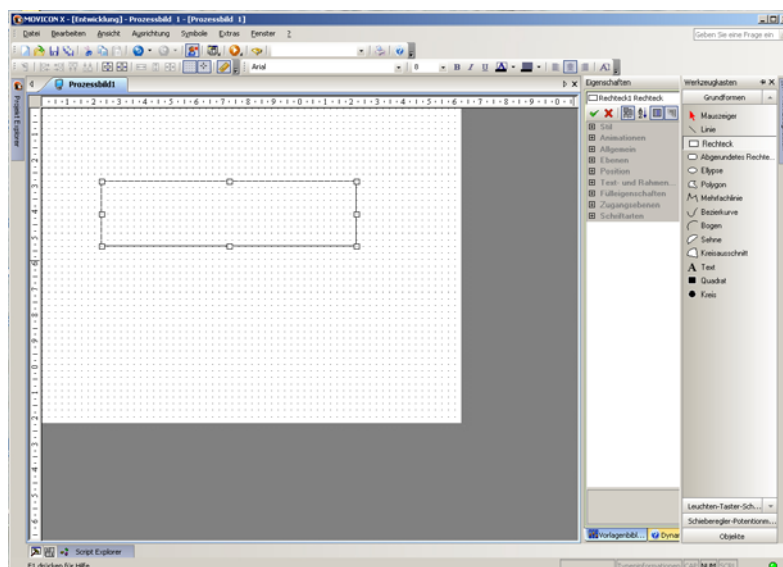 MOVICON X - [Entwicklung] - Prozessbild 1 - [Prozessbild 1]
Datei Bearbeiten Ansicht Ausrichtung Symbole Extras Fenster ?
Geben Sie eine Frage ein
Arial 8 B I U
Prozessbild1
Projekt Explorer
Eigenschaften
Rechteck1 Rechteck
Stil
Animationen
Allgemein
Ebenen
Position
Text- und Rahmen...
Fülleigenschaften
Zugangsebenen
Schriftarten
Vorlagenbibl... Dynar
Werkzeugkasten
Grundformen
Mauszeiger
Linie
Rechteck
Abgerundetes Rechte...
Ellypse
Polygon
Mehrfachlinie
Bezierkurve
Bogen
Sehne
Kreisausschnitt
A Text
Quadrat
Kreis
Leuchten-Taster-Sch...
Schieberegler-Potentiom...
Objekte
Script Explorer
F1 drücken für Hilfe
NUM